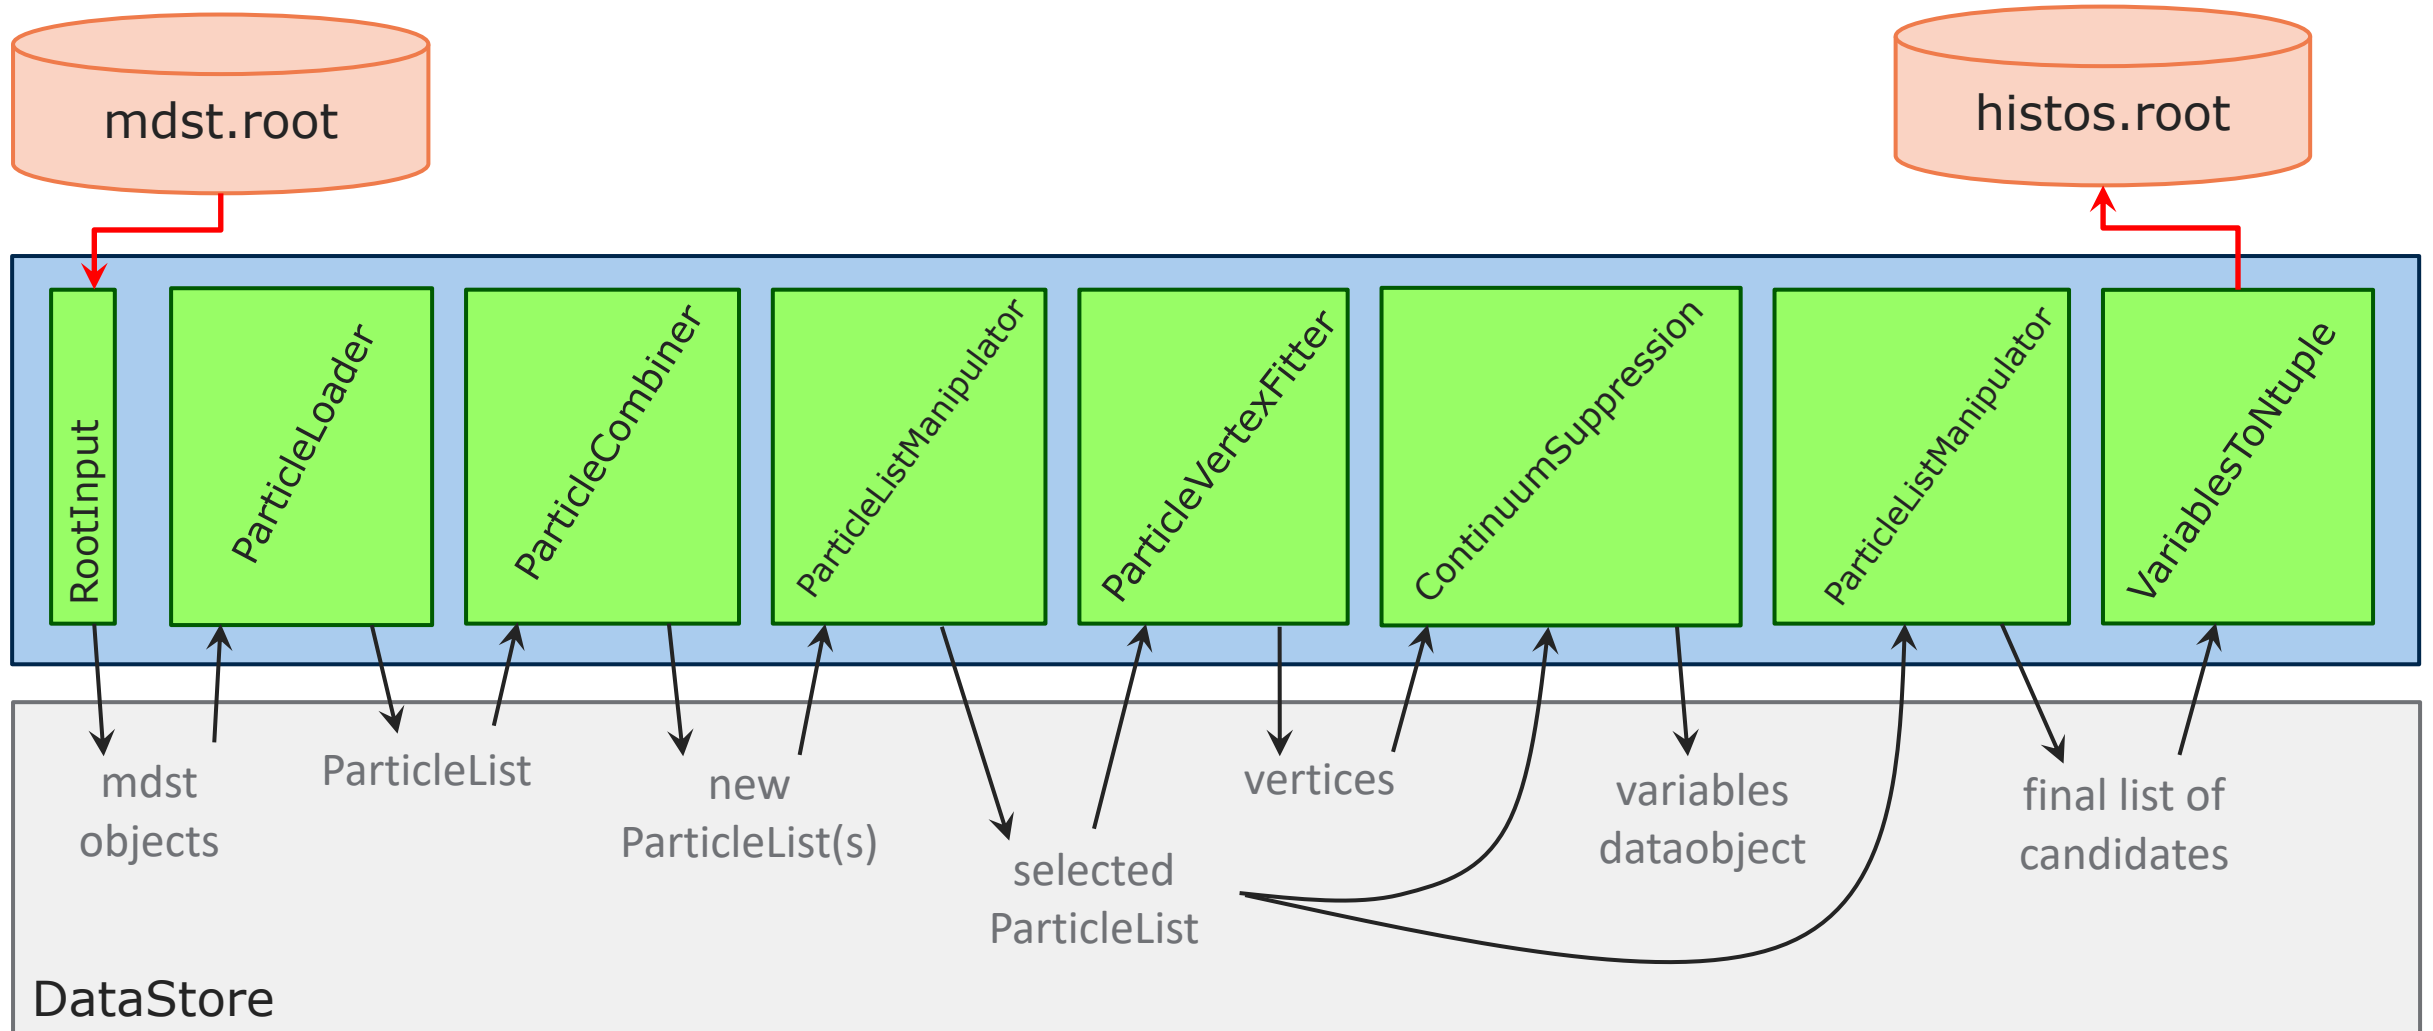 mdst.root
histos.root
RootInput
ParticleLoader
ParticleCombiner
ParticleListManipulator
ParticleVertexFitter
ContinuumSuppression
ParticleListManipulator
VariablesToNtuple
mdst
objects
ParticleList
new
ParticleList(s)
selected
ParticleList
vertices
variables
dataobject
final list of
candidates
DataStore